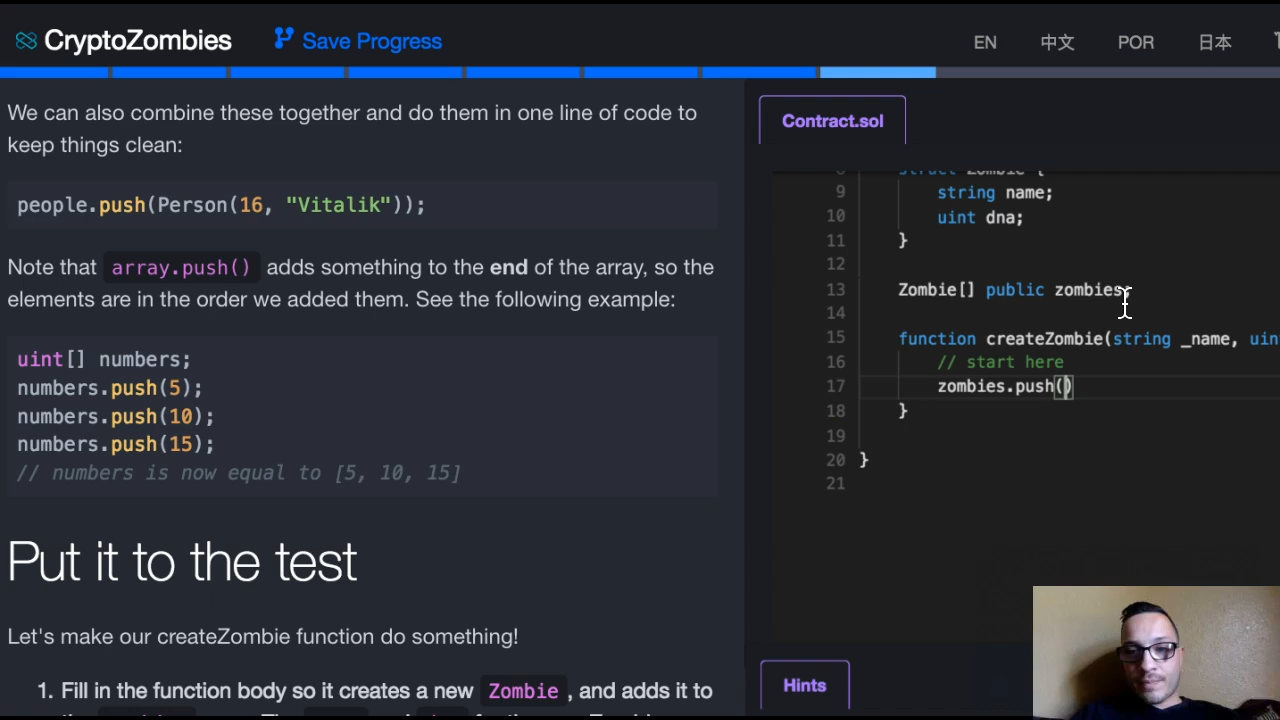 CryptoZombies Save Progress EN 中文 POR 日本
We can also combine these together and do them in one line of code to
keep things clean:
people.push(Person(16, "Vitalik"));
Note that array.push() adds something to the end of the array, so the
elements are in the order we added them. See the following example:
uint[] numbers;
numbers.push(5);
numbers.push(10);
numbers.push(15);
// numbers is now equal to [5, 10, 15]
Put it to the test
Let's make our createZombie function do something!
1. Fill in the function body so it creates a new Zombie, and adds it to
Contract.sol
struct Zombie {
9 string name;
10 uint dna;
11 }
12
13 Zombie[] public zombies;
14
15 function createZombie(string _name, uin
16 // start here
17 zombies.push()
18 }
19
20 }
21
Hints